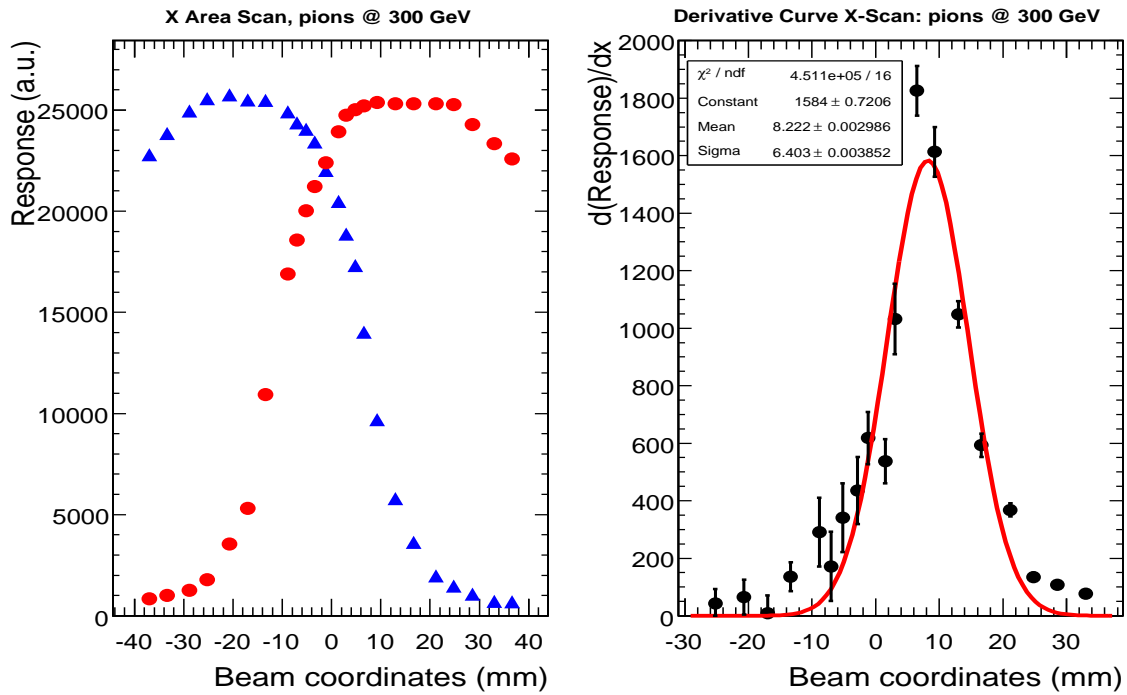 X Area Scan, pions @ 300 GeV
Response (a.u.)
25000
20000
15000
10000
5000
0
-40 -30 -20 -10 0 10 20 30 40
Beam coordinates (mm)
Derivative Curve X-Scan: pions @ 300 GeV
d(Response)/dx
2000
1800
1600
1400
1200
1000
800
600
400
200
0
χ² / ndf 4.511e+05 / 16
Constant 1584 ± 0.7206
Mean 8.222 ± 0.002986
Sigma 6.403 ± 0.003852
-30 -20 -10 0 10 20 30
Beam coordinates (mm)